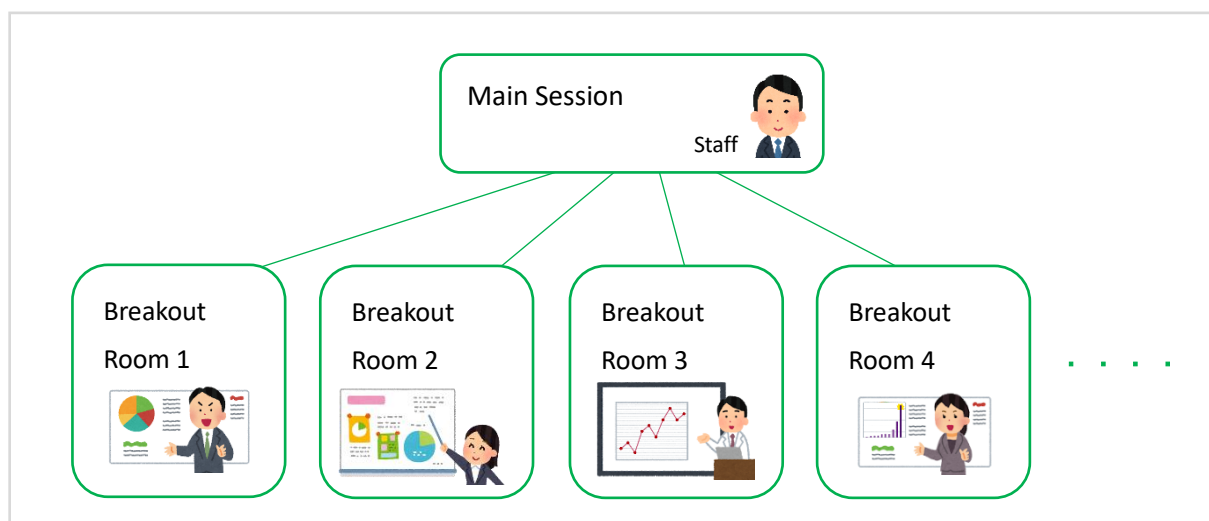 Main Session
Staff
Breakout
Room 1
Breakout
Room 2
Breakout
Room 3
Breakout
Room 4
. . . .